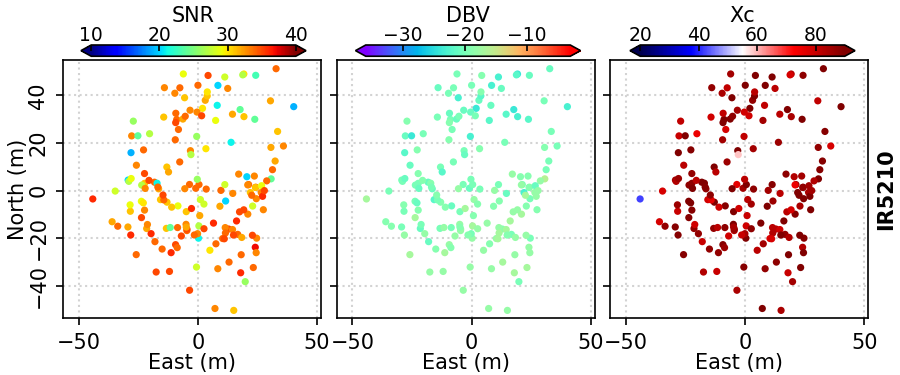 SNR DBV Xc
10 20 30 40 −30 −20 −10 20 40 60 80
40
20
0
−20
−40
North (m)
IR5210
−50 0 50 −50 0 50 −50 0 50
East (m) East (m) East (m)